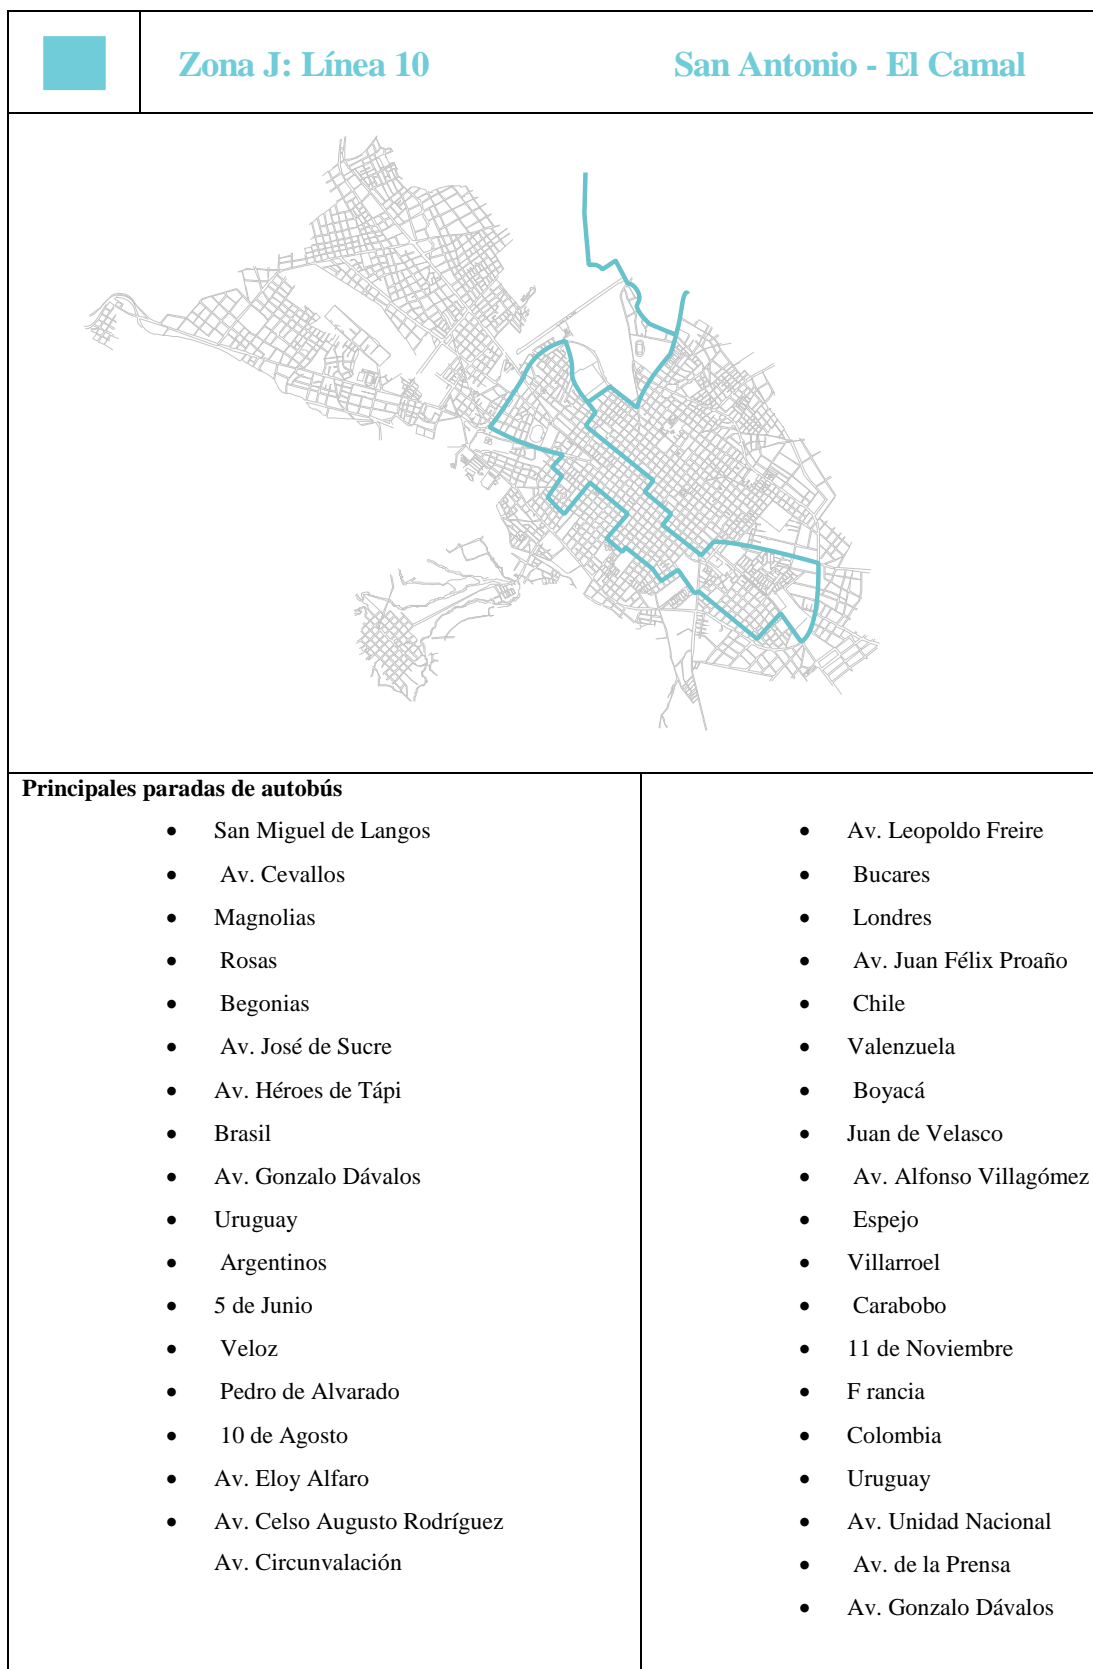 Zona J: Línea 10 San Antonio - El Camal
Principales paradas de autobús
• San Miguel de Langos
• Av. Cevallos
• Magnolias
• Rosas
• Begonias
• Av. José de Sucre
• Av. Héroes de Tápi
• Brasil
• Av. Gonzalo Dávalos
• Uruguay
• Argentinos
• 5 de Junio
• Veloz
• Pedro de Alvarado
• 10 de Agosto
• Av. Eloy Alfaro
• Av. Celso Augusto Rodríguez
Av. Circunvalación
• Av. Leopoldo Freire
• Bucares
• Londres
• Av. Juan Félix Proaño
• Chile
• Valenzuela
• Boyacá
• Juan de Velasco
• Av. Alfonso Villagómez
• Espejo
• Villarroel
• Carabobo
• 11 de Noviembre
• F rancia
• Colombia
• Uruguay
• Av. Unidad Nacional
• Av. de la Prensa
• Av. Gonzalo Dávalos